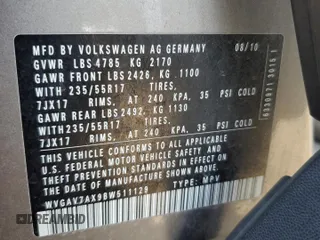 MFD BY VOLKSWAGEN AG GERMANY 08/10
GVWR LBS 4785 KG 2170
GAWR FRONT LBS 2426, KG 1100
WITH 235/55R17 TIRES,
7JX17 RIMS, AT 240 KPA, 35 PSI COLD
GAWR REAR LBS 2492, KG 1130
WITH 235/55R17 TIRES,
7JX17 RIMS, AT 240 KPA, 35 PSI COLD
THIS VEHICLE CONFORMS TO ALL APPLICABLE
U.S. FEDERAL MOTOR VEHICLE SAFETY AND
THEFT PREVENTION STANDARDS IN EFFECT ON
THE DATE OF MANUFACTURE SHOWN ABOVE
WVGAV7AX9BW511128 TYPE: MPV